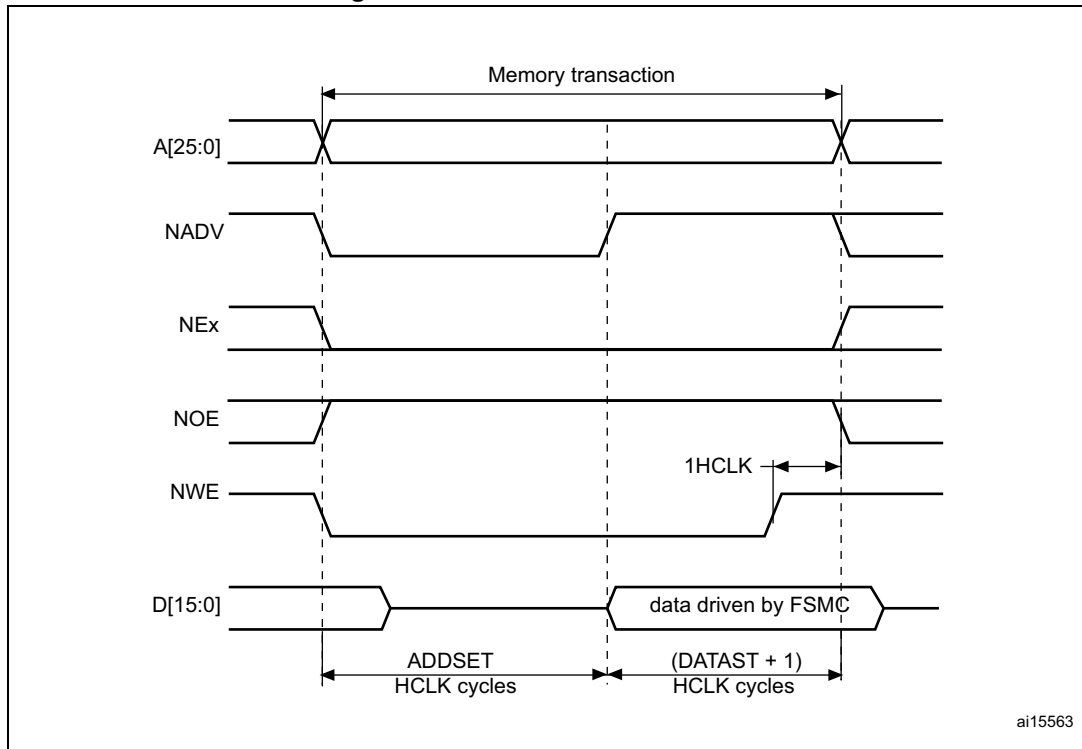 Memory transaction
A[25:0]
NADV
NEx
NOE
1HCLK
NWE
D[15:0]
data driven by FSMC
ADDSET
HCLK cycles
(DATAST + 1)
HCLK cycles
ai15563